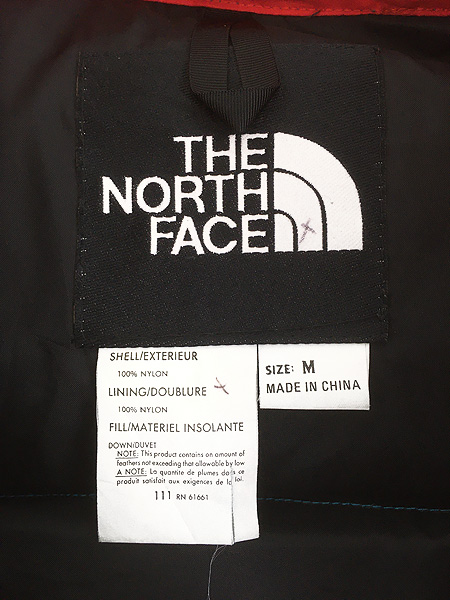 THE
NORTH
FACE
SHELL/EXTERIEUR
100% NYLON
LINING/DOUBLURE
100% NYLON
FILL/MATERIEL INSOLANTE
DOWN/DUVET
NOTE: This product contains an amount of
feathers not exceeding that allowable by law
A NOTE: La quantite de plumes dans ce
produit satisfait aux exigences de la loi.
111 RN 61661
SIZE: M
MADE IN CHINA